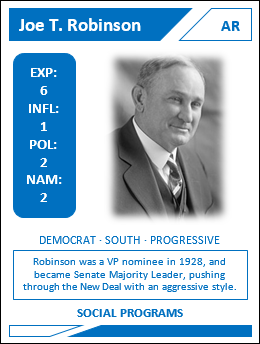 Joe T. Robinson
AR
EXP:
6
INFL:
1
POL:
2
NAM:
2
DEMOCRAT · SOUTH · PROGRESSIVE
Robinson was a VP nominee in 1928, and
became Senate Majority Leader, pushing
through the New Deal with an aggressive style.
SOCIAL PROGRAMS